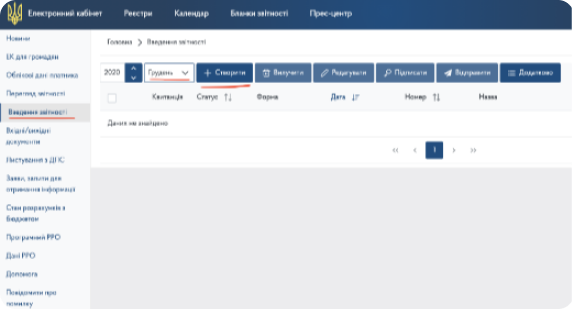 Електронний кабінет
Реєстри
Календар
Бланки звітності
Прес-центр
Новини
ЕК для громадян
Облікові дані платника
Перегляд звітності
Введення звітності
Вхідні/вихідні
документи
Листування з ДПС
Заяви, запити для
отримання інформації
Стан розрахунків з
бюджетом
Програмний РРО
Дані РРО
Допомога
Повідомити про
помилку
Головна > Введення звітності
2020
Грудень
+ Створити
Вилучити
Редагувати
Підписати
Відправити
Додатково
Квитанція
Статус
Форма
Дата
Номер
Назва
Даних не знайдено
« ‹ 1 › »